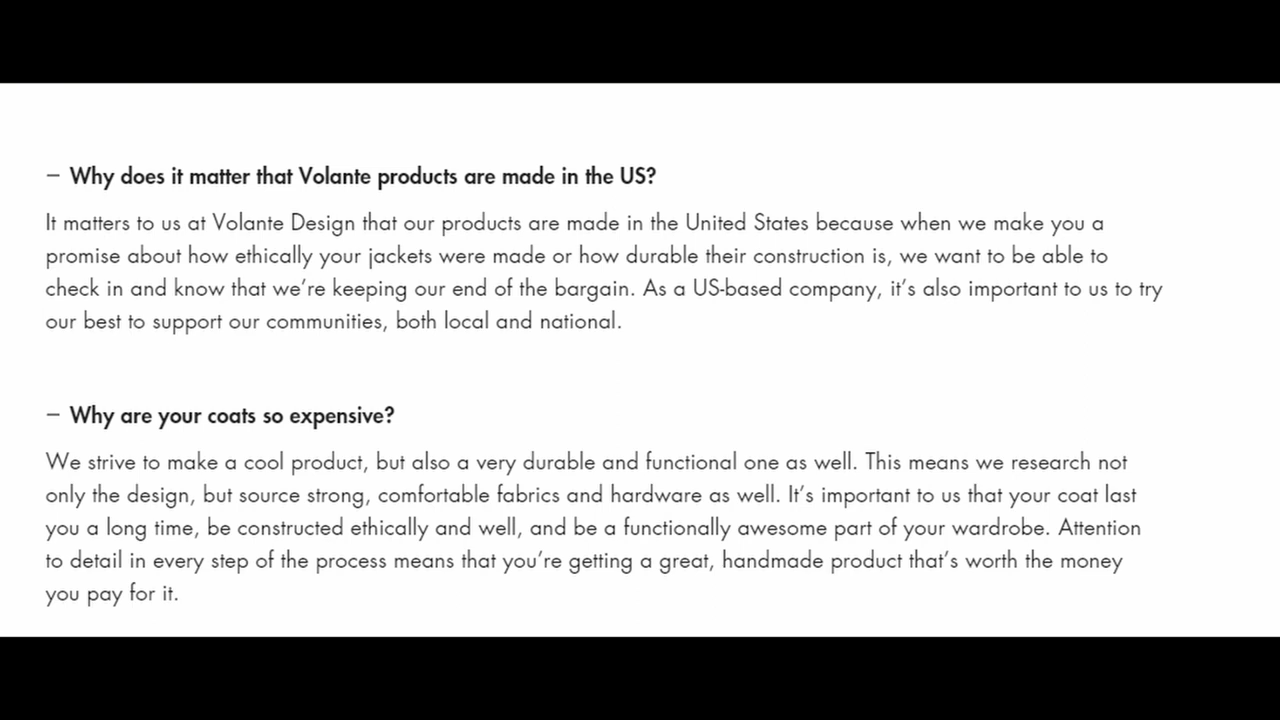 – Why does it matter that Volante products are made in the US?
It matters to us at Volante Design that our products are made in the United States because when we make you a
promise about how ethically your jackets were made or how durable their construction is, we want to be able to
check in and know that we’re keeping our end of the bargain. As a US-based company, it’s also important to us to try
our best to support our communities, both local and national.
– Why are your coats so expensive?
We strive to make a cool product, but also a very durable and functional one as well. This means we research not
only the design, but source strong, comfortable fabrics and hardware as well. It’s important to us that your coat last
you a long time, be constructed ethically and well, and be a functionally awesome part of your wardrobe. Attention
to detail in every step of the process means that you’re getting a great, handmade product that’s worth the money
you pay for it.